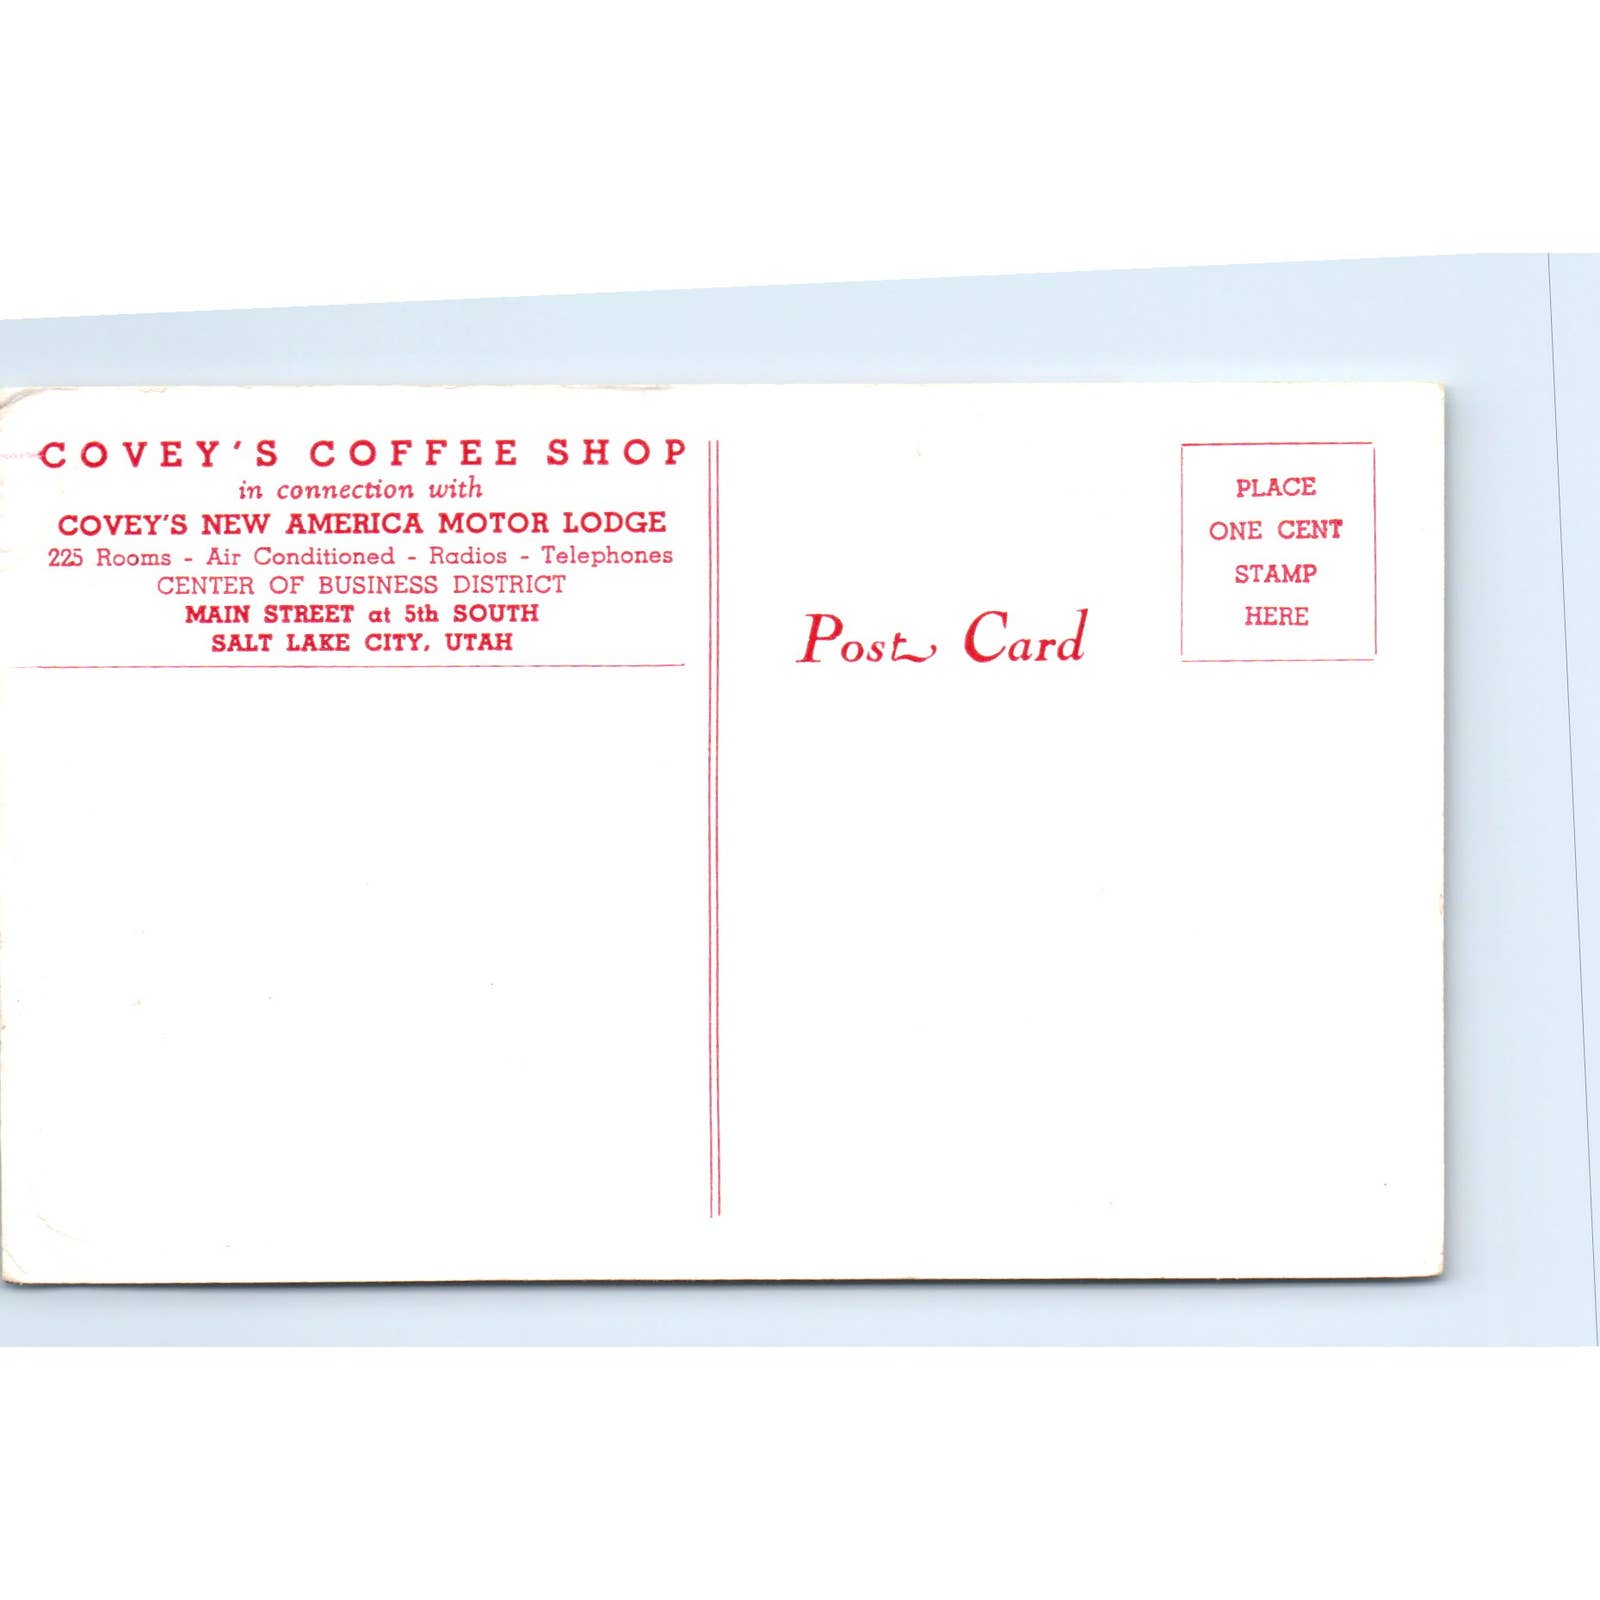 COVEY'S COFFEE SHOP
in connection with
COVEY'S NEW AMERICA MOTOR LODGE
225 Rooms - Air Conditioned - Radios - Telephones
CENTER OF BUSINESS DISTRICT
MAIN STREET at 5th SOUTH
SALT LAKE CITY, UTAH
Post Card
PLACE
ONE CENT
STAMP
HERE